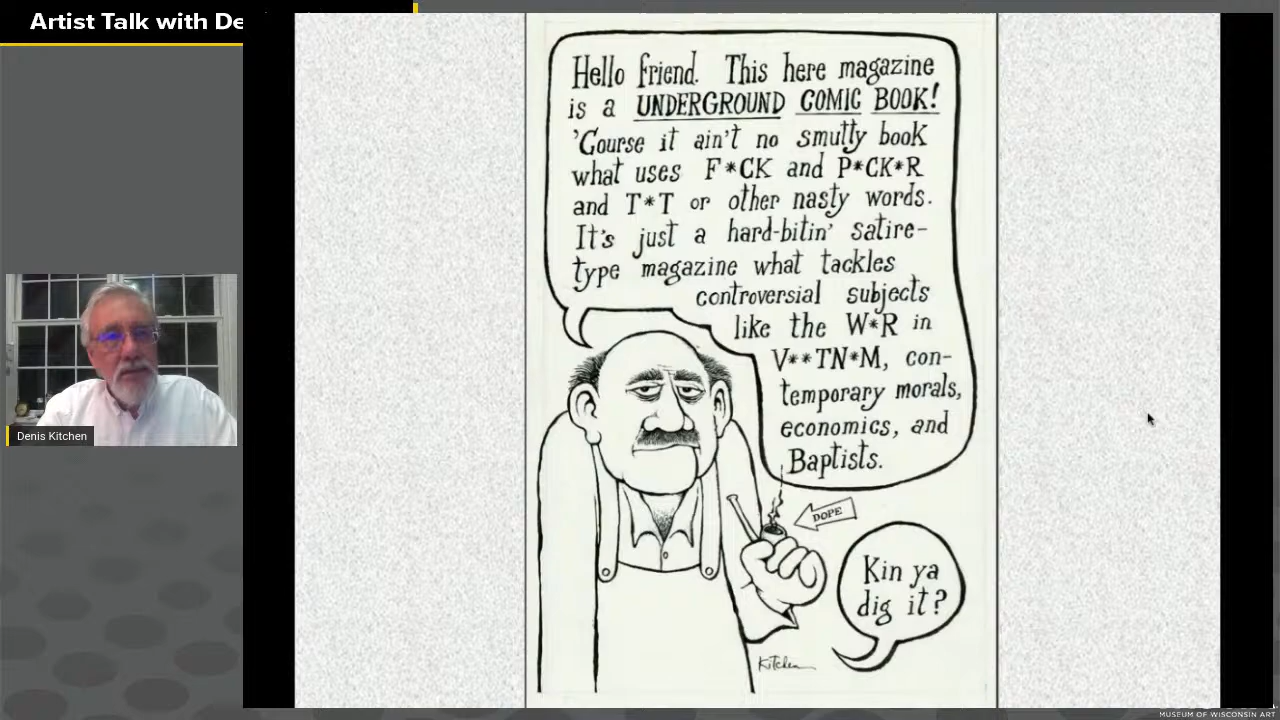 Artist Talk with De
Hello friend. This here magazine
is a UNDERGROUND COMIC BOOK!
'Course it ain't no smutty book
what uses F*CK and P*CK*R
and T*T or other nasty words.
It's just a hard-bitin' satire-
type magazine what tackles
controversial subjects
like the W*R in
V**TN*M, con-
temporary morals,
economics, and
Baptists.
DOPE
Kin ya
dig it?
Kitchen
Denis Kitchen
MUSEUM OF WISCONSIN ART